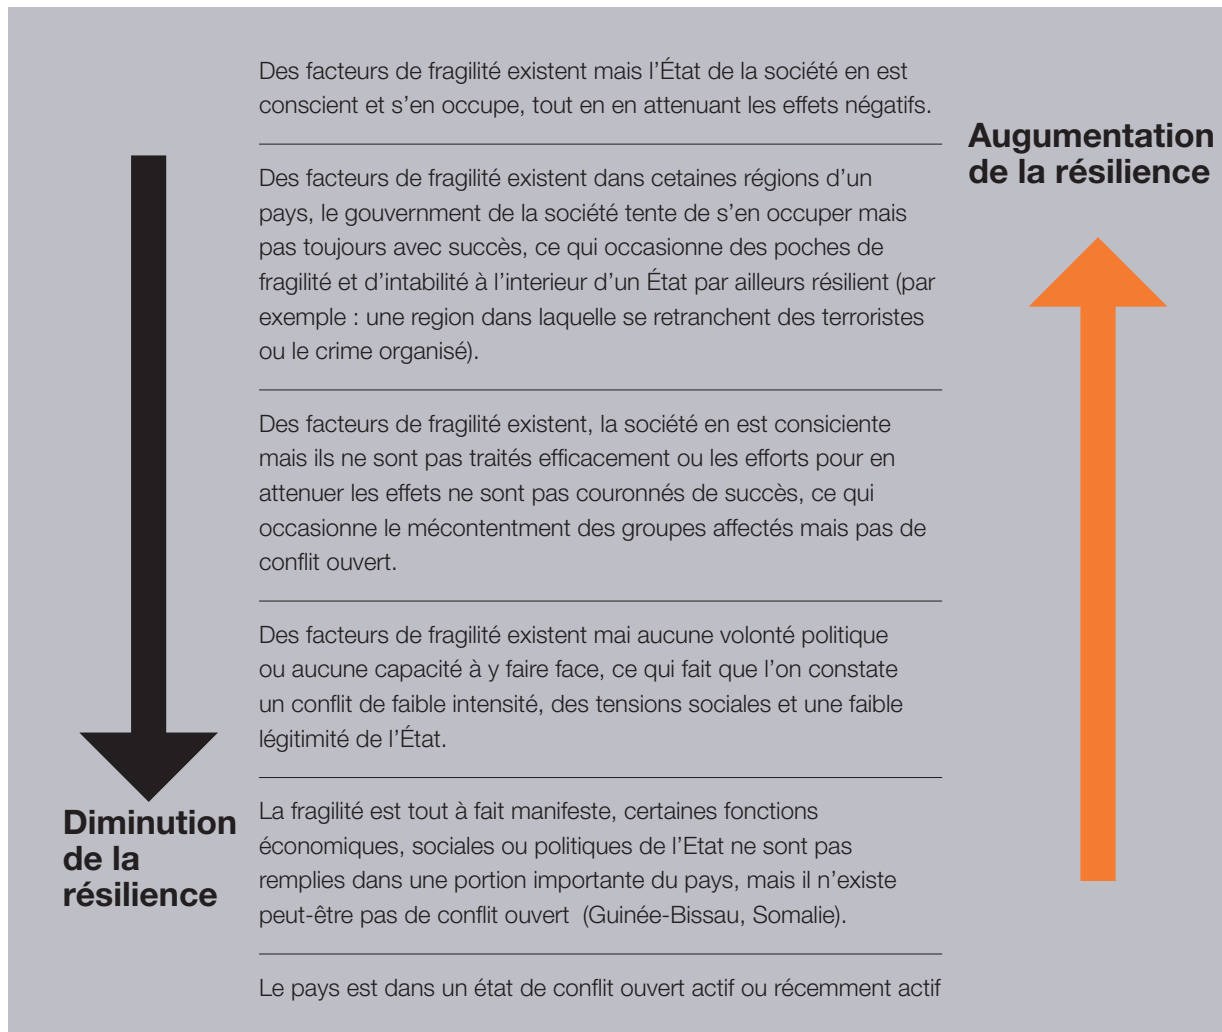 Des facteurs de fragilité existent mais l’État de la société en est
conscient et s’en occupe, tout en en attenuant les effets négatifs.
Augumentation
de la résilience
Des facteurs de fragilité existent dans cetaines régions d’un
pays, le gouvernment de la société tente de s’en occuper mais
pas toujours avec succès, ce qui occasionne des poches de
fragilité et d’intabilité à l’interieur d’un État par ailleurs résilient (par
exemple : une region dans laquelle se retranchent des terroristes
ou le crime organisé).
Des facteurs de fragilité existent, la société en est consiciente
mais ils ne sont pas traités efficacement ou les efforts pour en
attenuer les effets ne sont pas couronnés de succès, ce qui
occasionne le mécontentment des groupes affectés mais pas de
conflit ouvert.
Des facteurs de fragilité existent mai aucune volonté politique
ou aucune capacité à y faire face, ce qui fait que l’on constate
un conflit de faible intensité, des tensions sociales et une faible
légitimité de l’État.
Diminution
de la
résilience
La fragilité est tout à fait manifeste, certaines fonctions
économiques, sociales ou politiques de l’Etat ne sont pas
remplies dans une portion importante du pays, mais il n’existe
peut-être pas de conflit ouvert (Guinée-Bissau, Somalie).
Le pays est dans un état de conflit ouvert actif ou récemment actif